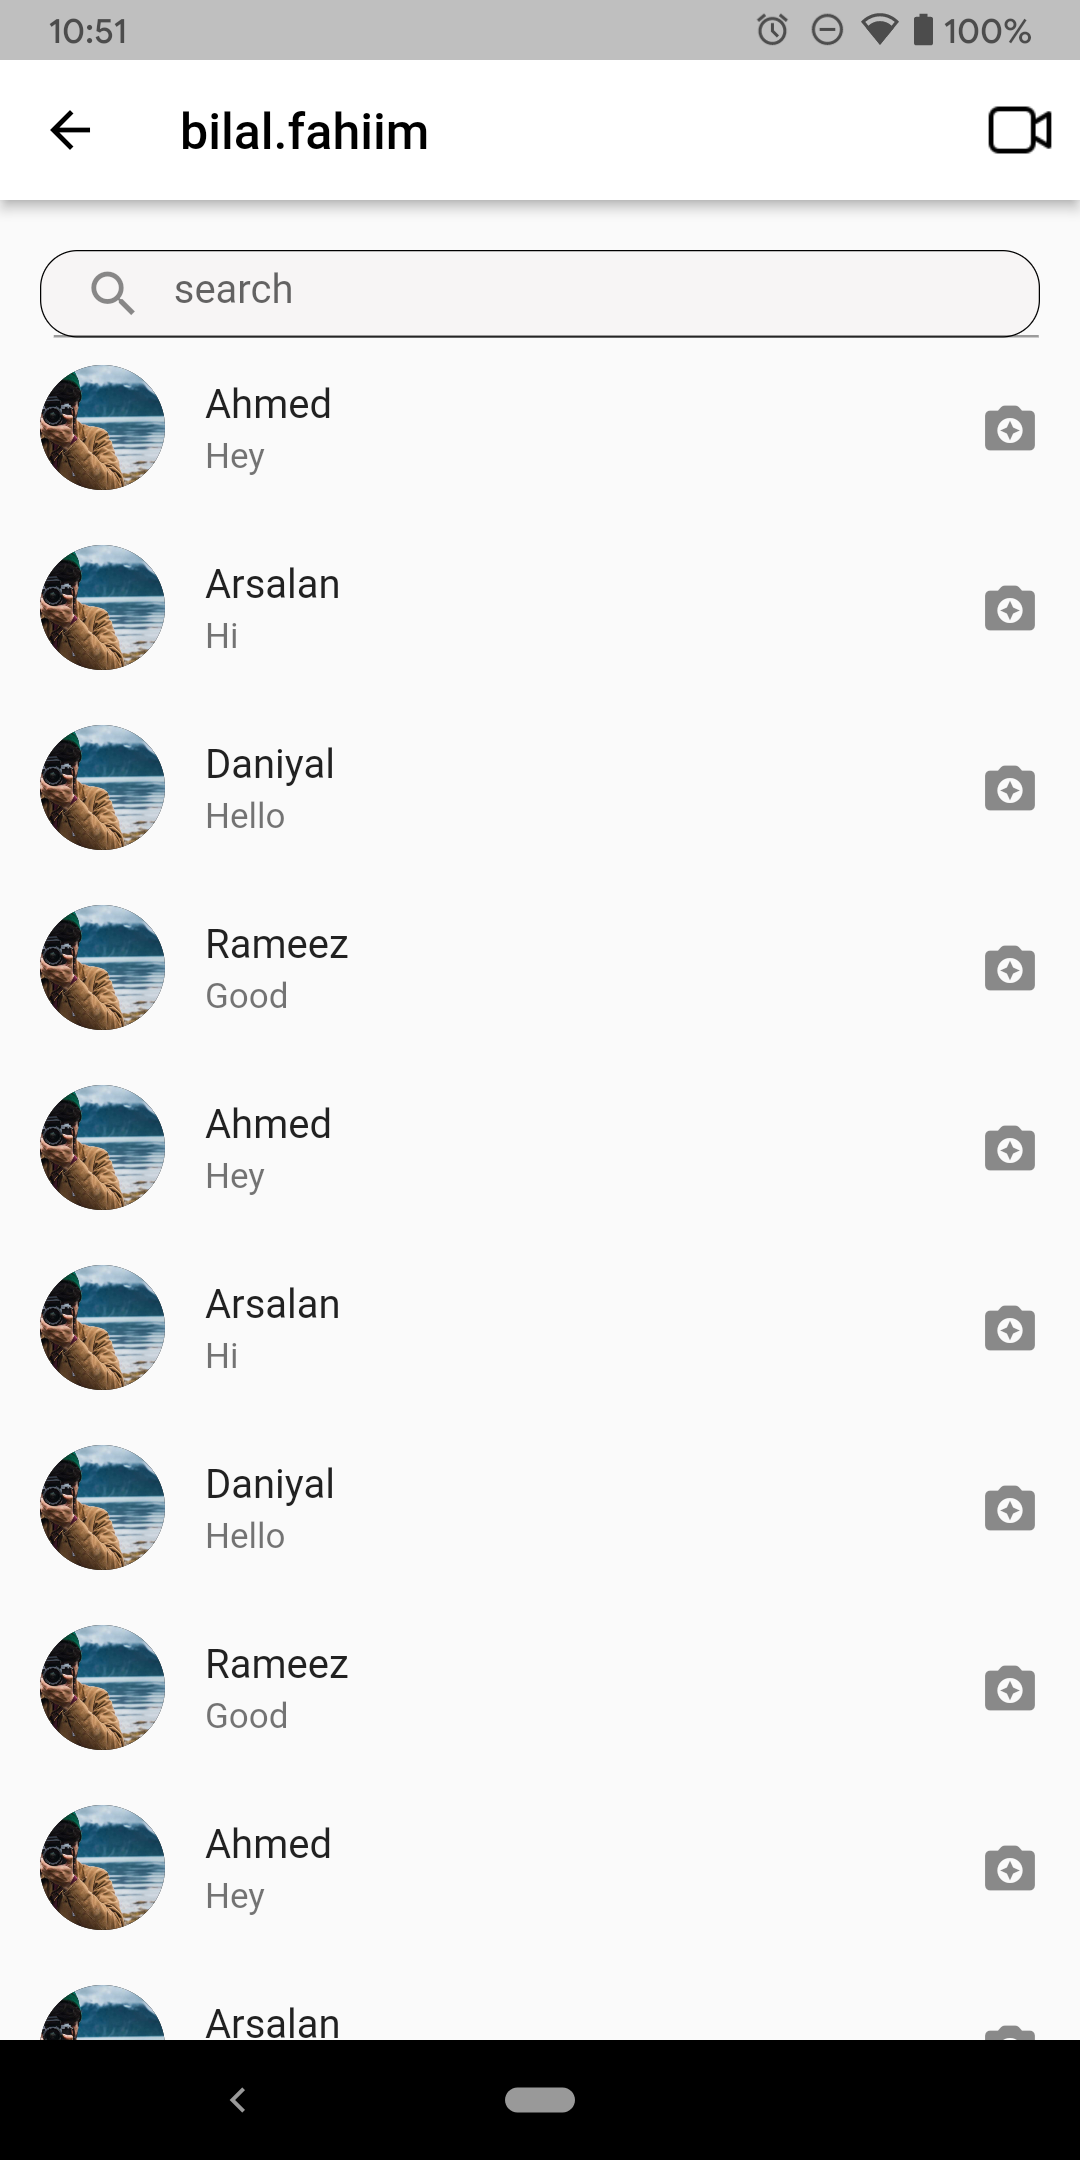 10:51 100%
bilal.fahiim
search
Ahmed
Hey
Arsalan
Hi
Daniyal
Hello
Rameez
Good
Ahmed
Hey
Arsalan
Hi
Daniyal
Hello
Rameez
Good
Ahmed
Hey
Arsalan